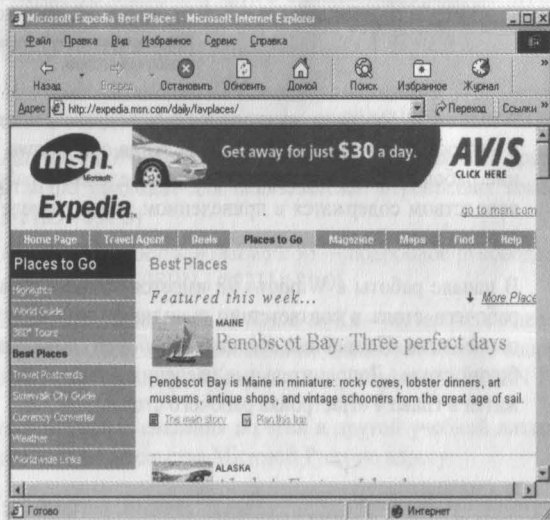 Microsoft Expedia Best Places - Microsoft Internet Explorer
Файл Правка Вид Избранное Сервис Справка
Назад Вперед Остановить Обновить Домой Поиск Избранное Журнал »
Адрес http://expedia.msn.com/daily/favplaces/ Переход Ссылки »
msn. Microsoft
Get away for just $30 a day.
AVIS
CLICK HERE
Expedia.
go to msn.com
Home Page Travel Agent Deals Places to Go Magazine Maps Find Help
Places to Go
Highlights
World Guide
360° Tours
Best Places
Travel Postcards
Sidewalk City Guide
Currency Converter
Weather
Worldwide Links
Best Places
Featured this week...
More Place
MAINE
Penobscot Bay: Three perfect days
Penobscot Bay is Maine in miniature: rocky coves, lobster dinners, art
museums, antique shops, and vintage schooners from the great age of sail.
The main story Plan this trip
ALASKA
Готово Интернет